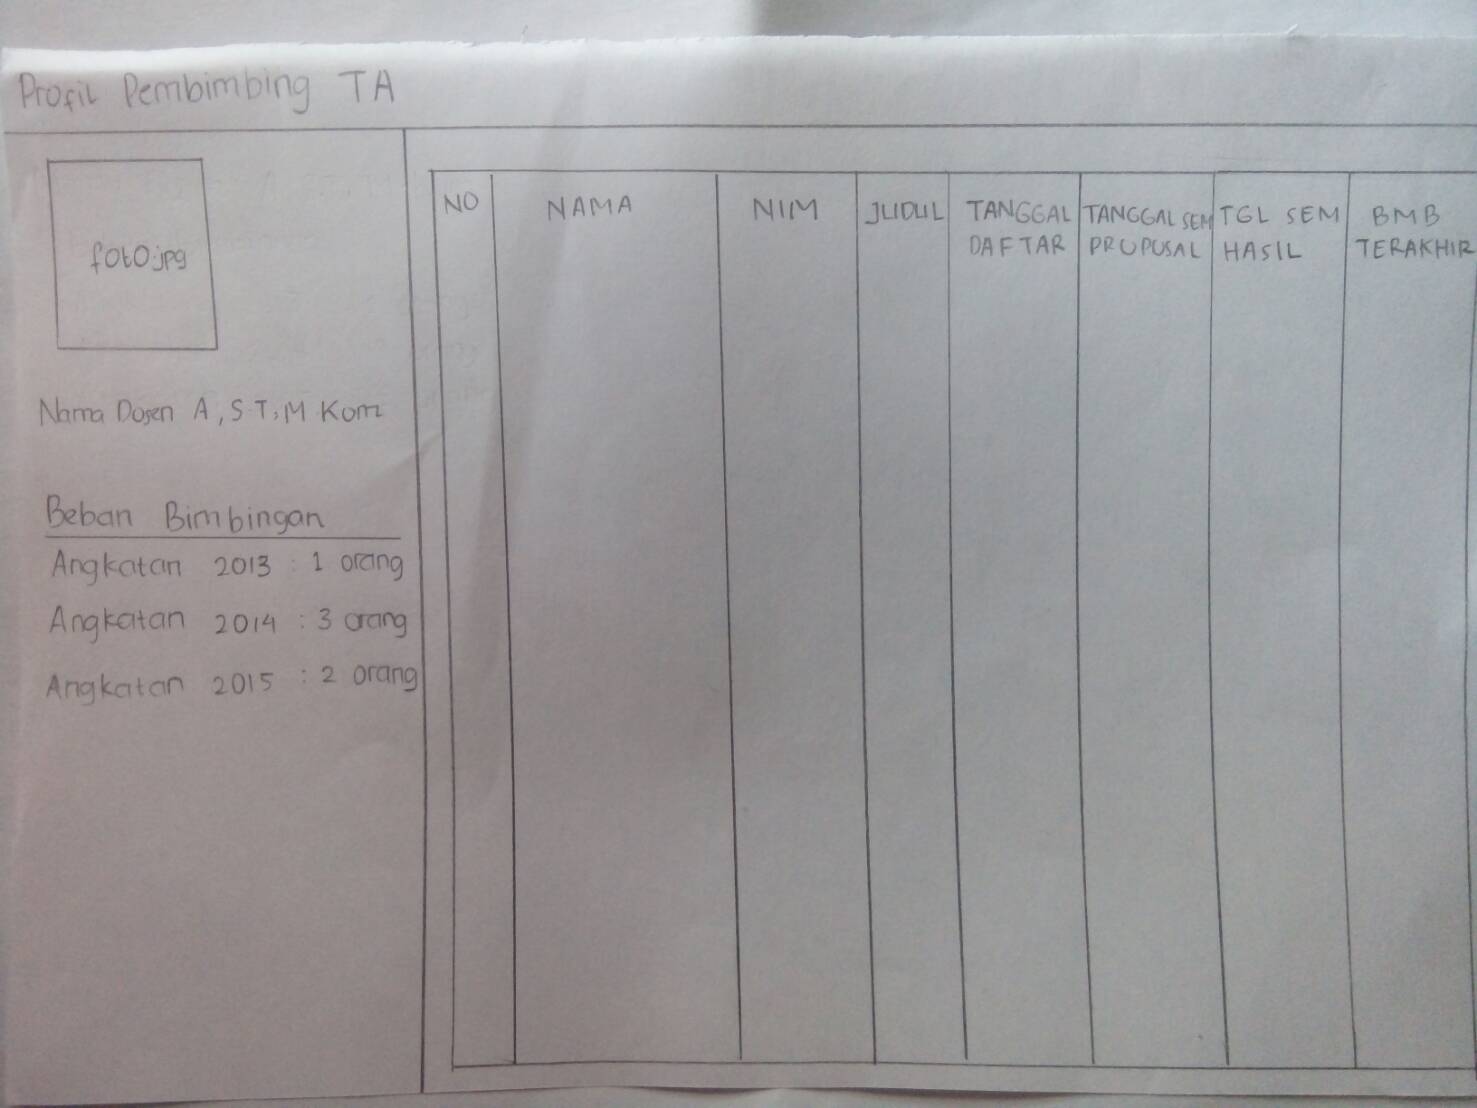 Profil Pembimbing TA
foto.jpg
Nama Dosen A, S T, M Kom
Beban Bimbingan
Angkatan 2013 : 1 orang
Angkatan 2014 : 3 orang
Angkatan 2015 : 2 orang
NO
NAMA
NIM
JUDUL
TANGGAL
DAFTAR
TANGGAL SEM
PROPOSAL
TGL SEM
HASIL
BMB
TERAKHIR